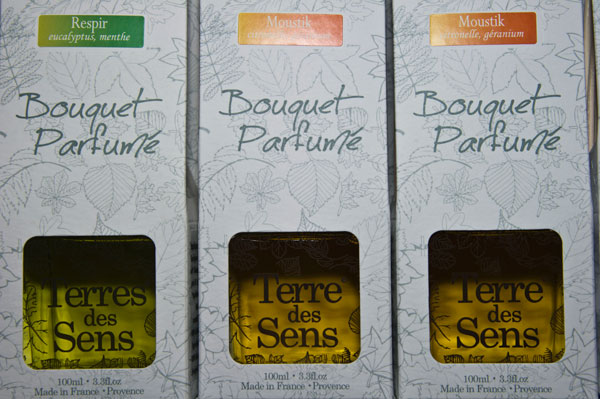 Respir
eucalyptus, menthe
Bouquet
Parfumé
Terres
des
Sens
100ml • 3.3fl.oz
Made in France • Provence
Moustik
Bouquet
Parfumé
Terre
des
Sens
100ml • 3.3fl.oz
Made in France • Provence
Moustik
citronelle, géranium
Bouquet
Parfumé
Terre
des
Sens
100ml • 3.3fl.oz
Made in France • Provence